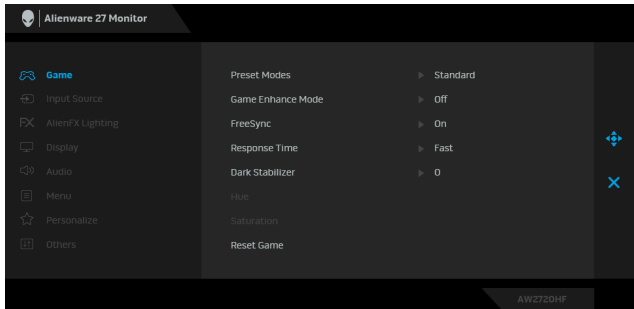 Alienware 27 Monitor
Game
Preset Modes Standard
Input Source
Game Enhance Mode Off
FX AlienFX Lighting
FreeSync On
Display
Response Time Fast
Audio
Dark Stabilizer 0
Menu
Hue
Personalize
Saturation
Others
Reset Game
AW2720HF